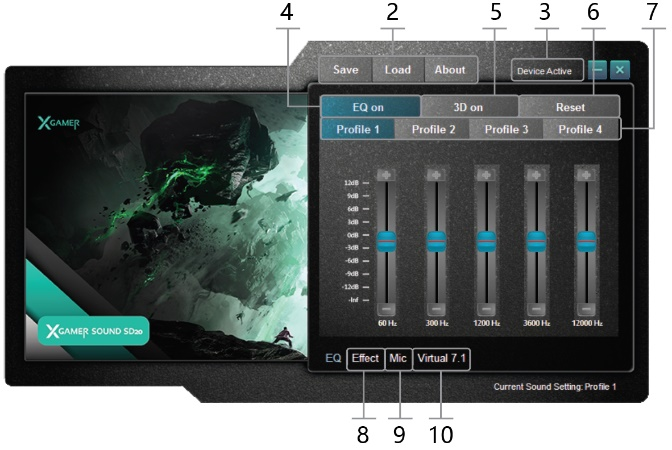 4 2 5 3 6 7
Save Load About Device Active
XGAMER
EQ on 3D on Reset
Profile 1 Profile 2 Profile 3 Profile 4
12dB
9dB
6dB
3dB
0dB
-3dB
-6dB
-9dB
-12dB
-Inf
60 Hz 300 Hz 1200 Hz 3600 Hz 12000 Hz
XGAMER SOUND SD20
EQ Effect Mic Virtual 7.1
Current Sound Setting: Profile 1
8 9 10